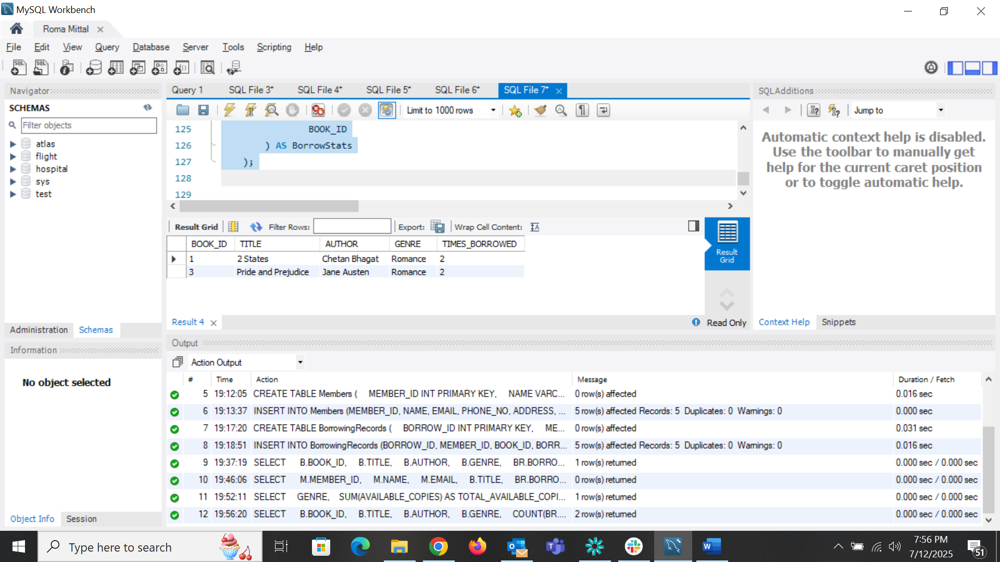 MySQL Workbench
Roma Mittal
File Edit View Query Database Server Tools Scripting Help
Navigator
SCHEMAS
Filter objects
atlas
flight
hospital
sys
test
Administration Schemas
Information
No object selected
Object Info Session
Query 1 SQL File 3* SQL File 4* SQL File 5* SQL File 6* SQL File 7*
Limit to 1000 rows
125 BOOK_ID
126 ) AS BorrowStats
127 );
128
129
Result Grid Filter Rows: Export: Wrap Cell Content:
BOOK_ID TITLE AUTHOR GENRE TIMES_BORROWED
1 2 States Chetan Bhagat Romance 2
3 Pride and Prejudice Jane Austen Romance 2
Result Grid
Result 4 Read Only
SQLAdditions
Jump to
Automatic context help is disabled.
Use the toolbar to manually get
help for the current caret position
or to toggle automatic help.
Context Help Snippets
Output
Action Output
# Time Action Message Duration / Fetch
5 19:12:05 CREATE TABLE Members ( MEMBER_ID INT PRIMARY KEY, NAME VARC... 0 row(s) affected 0.016 sec
6 19:13:37 INSERT INTO Members (MEMBER_ID, NAME, EMAIL, PHONE_NO, ADDRESS, ... 5 row(s) affected Records: 5 Duplicates: 0 Warnings: 0 0.000 sec
7 19:17:20 CREATE TABLE BorrowingRecords ( BORROW_ID INT PRIMARY KEY, ME... 0 row(s) affected 0.031 sec
8 19:18:51 INSERT INTO BorrowingRecords (BORROW_ID, MEMBER_ID, BOOK_ID, BORR... 5 row(s) affected Records: 5 Duplicates: 0 Warnings: 0 0.016 sec
9 19:37:19 SELECT B.BOOK_ID, B.TITLE, B.AUTHOR, B.GENRE, BR.BORRO... 1 row(s) returned 0.000 sec / 0.000 sec
10 19:46:06 SELECT M.MEMBER_ID, M.NAME, M.EMAIL, B.TITLE, BR.BORRO... 0 row(s) returned 0.000 sec / 0.000 sec
11 19:52:11 SELECT GENRE, SUM(AVAILABLE_COPIES) AS TOTAL_AVAILABLE_COPI... 1 row(s) returned 0.000 sec / 0.000 sec
12 19:56:20 SELECT B.BOOK_ID, B.TITLE, B.AUTHOR, B.GENRE, COUNT(BR.... 2 row(s) returned 0.000 sec / 0.000 sec
Type here to search
7:56 PM
7/12/2025
51